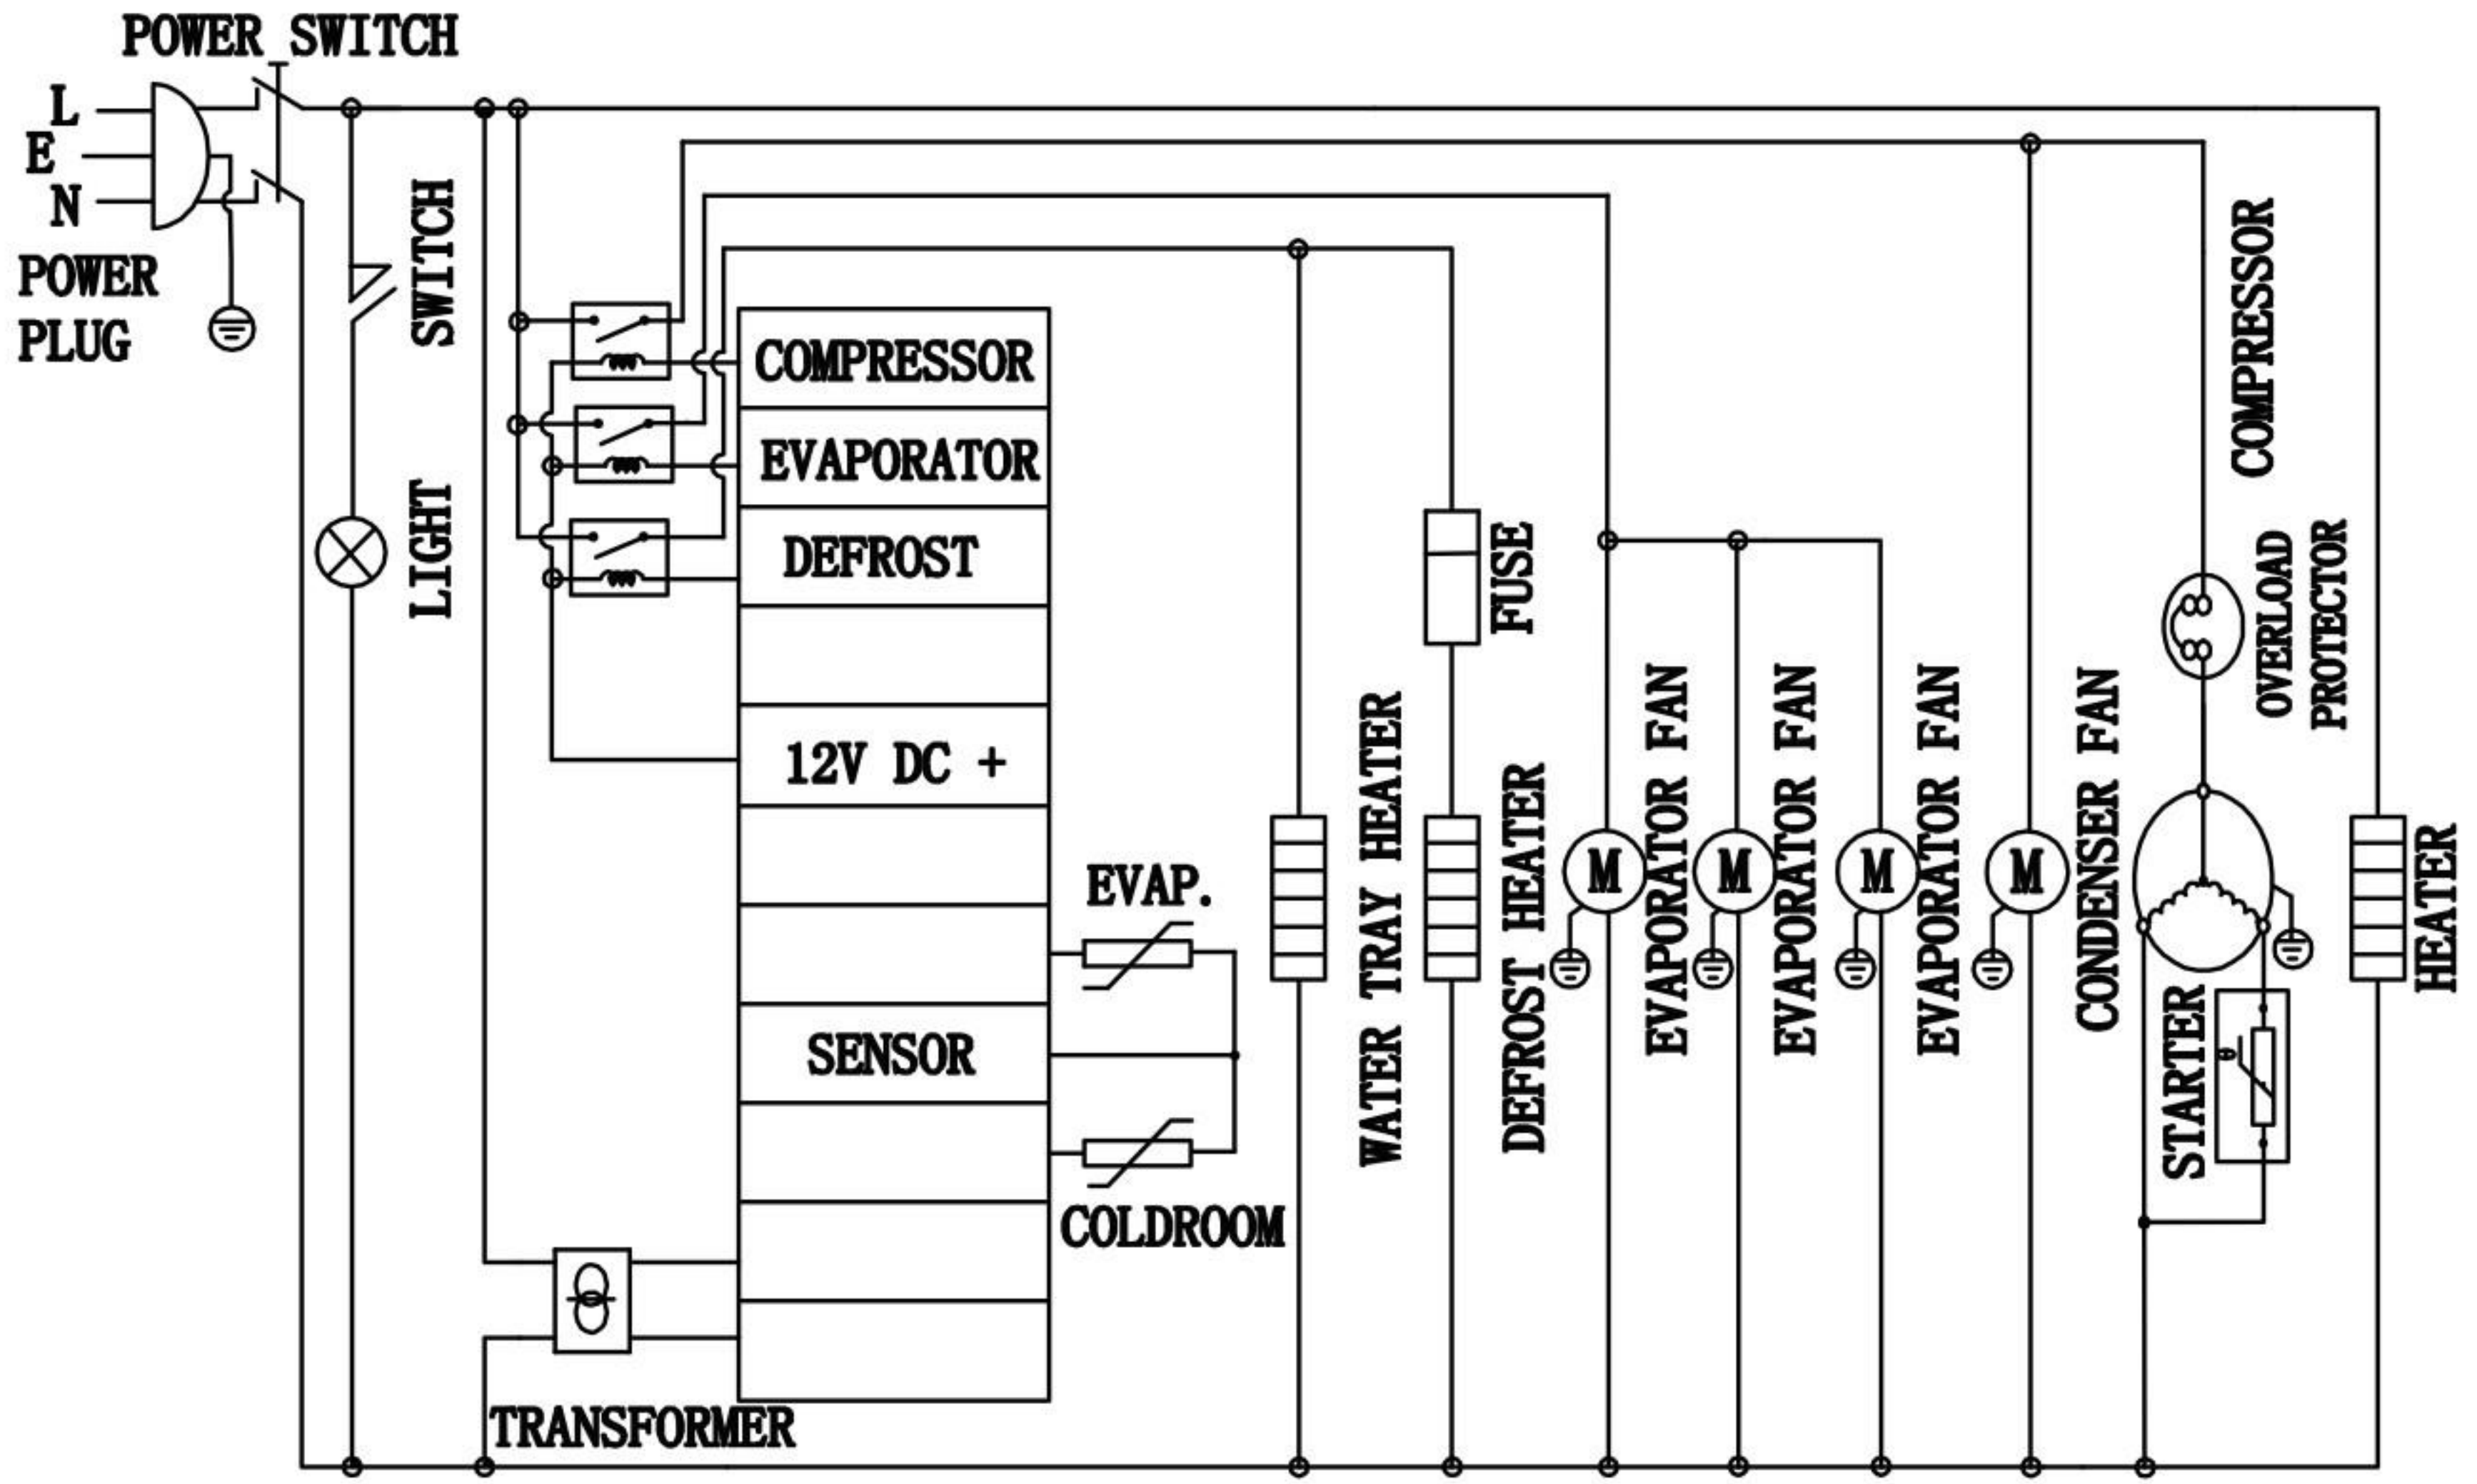 POWER SWITCH
L
E
N
POWER
PLUG
SWITCH
LIGHT
COMPRESSOR
EVAPORATOR
DEFROST
12V DC +
SENSOR
EVAP.
COLDROOM
TRANSFORMER
WATER TRAY HEATER
FUSE
DEFROST HEATER
M
EVAPORATOR FAN
M
EVAPORATOR FAN
M
EVAPORATOR FAN
M
CONDENSER FAN
COMPRESSOR
OVERLOAD
PROTECTOR
STARTER
θ
HEATER